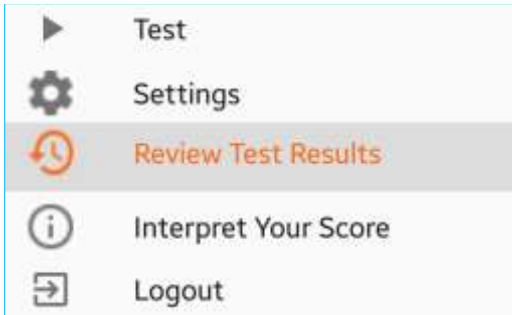 Test
Settings
Review Test Results
Interpret Your Score
Logout